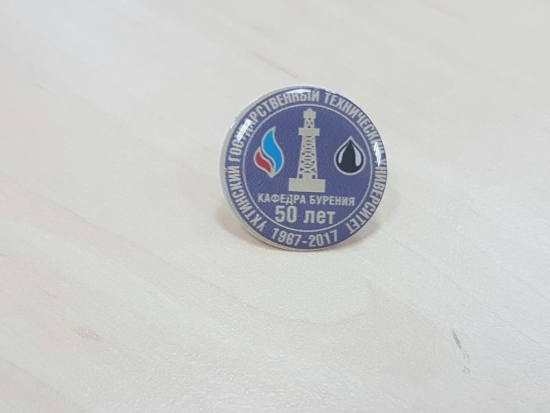 УХТИНСКИЙ ГОСУДАРСТВЕННЫЙ ТЕХНИЧЕСКИЙ УНИВЕРСИТЕТ
КАФЕДРА БУРЕНИЯ
50 лет
1967-2017